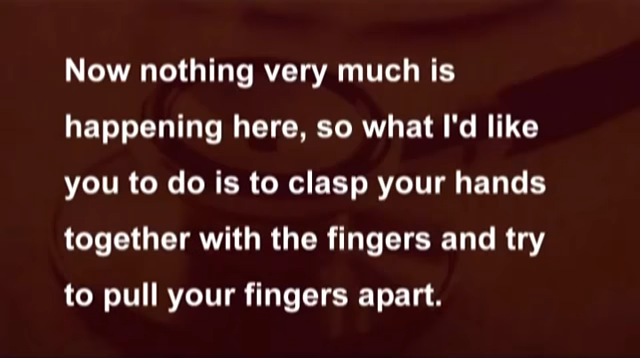 Now nothing very much is
happening here, so what I'd like
you to do is to clasp your hands
together with the fingers and try
to pull your fingers apart.